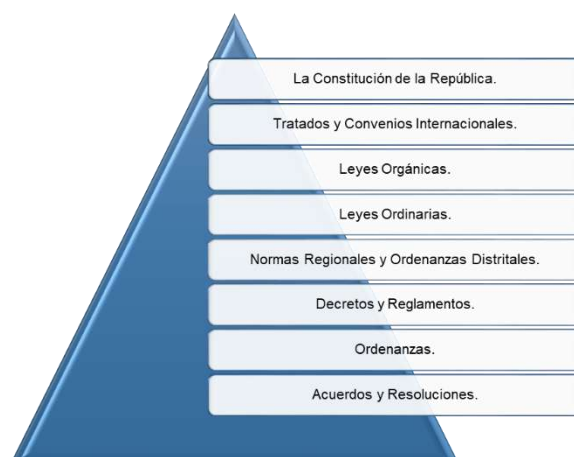 La Constitución de la República.
Tratados y Convenios Internacionales.
Leyes Orgánicas.
Leyes Ordinarias.
Normas Regionales y Ordenanzas Distritales.
Decretos y Reglamentos.
Ordenanzas.
Acuerdos y Resoluciones.